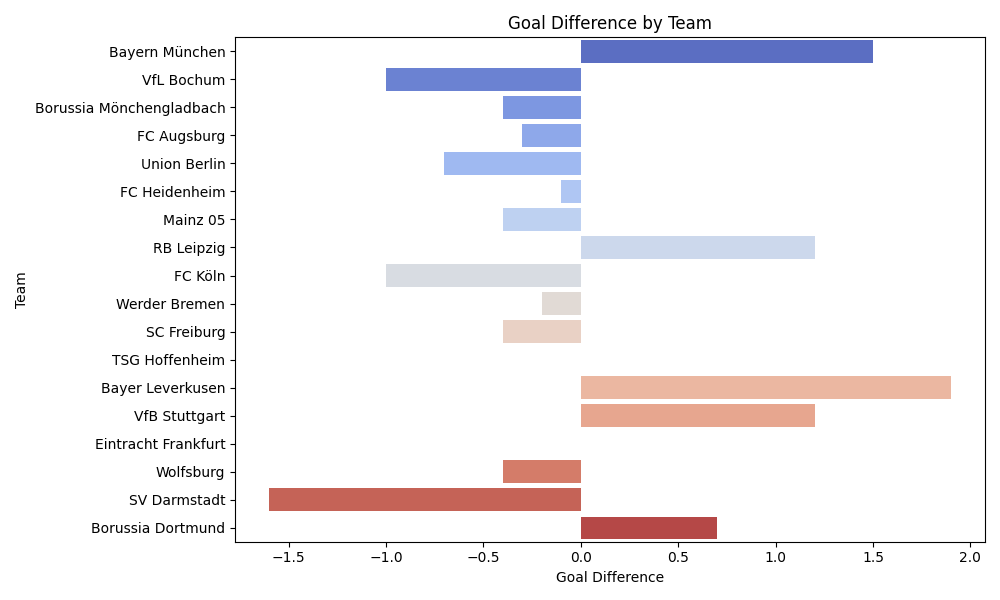 Goal Difference by Team
Bayern München
VfL Bochum
Borussia Mönchengladbach
FC Augsburg
Union Berlin
FC Heidenheim
Mainz 05
RB Leipzig
FC Köln
Werder Bremen
SC Freiburg
TSG Hoffenheim
Bayer Leverkusen
VfB Stuttgart
Eintracht Frankfurt
Wolfsburg
SV Darmstadt
Borussia Dortmund
Team
−1.5 −1.0 −0.5 0.0 0.5 1.0 1.5 2.0
Goal Difference